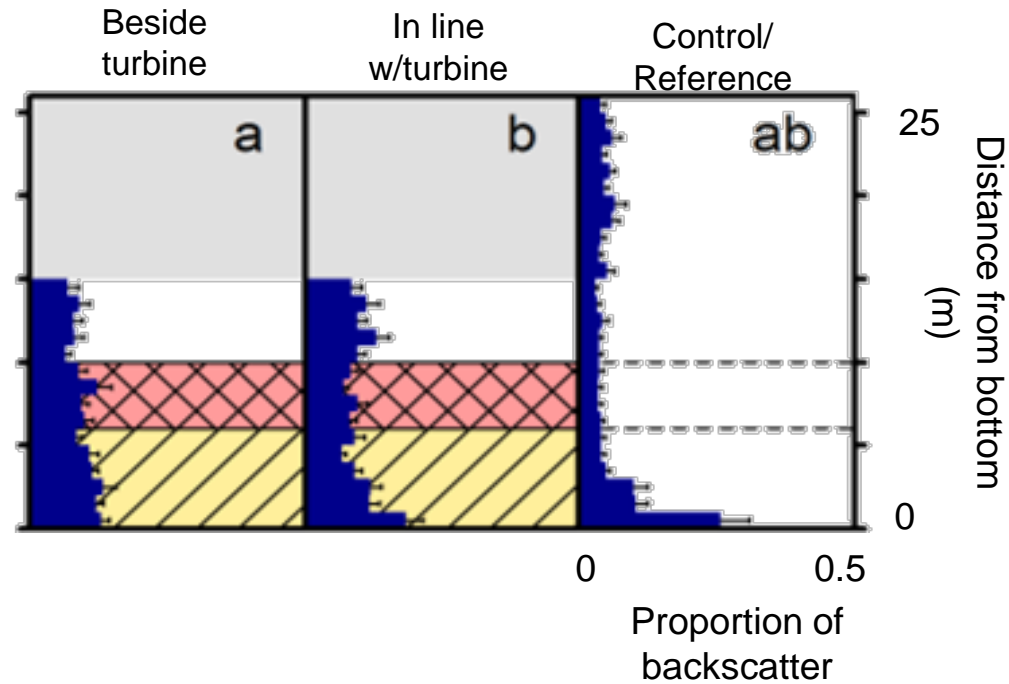 Beside
turbine
In line
w/turbine
Control/
Reference
a
b
ab
25
0
Distance from bottom
(m)
0
0.5
Proportion of
backscatter